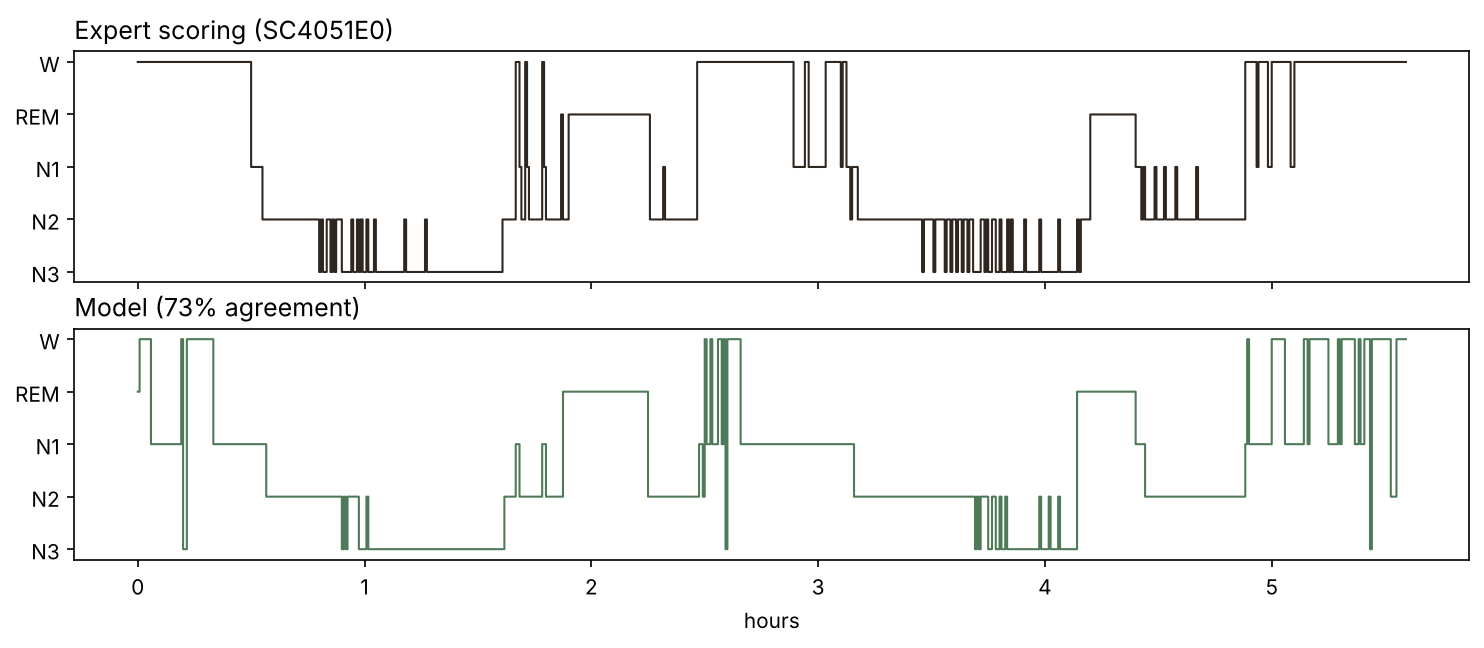 Expert scoring (SC4051E0)
W
REM
N1
N2
N3
Model (73% agreement)
W
REM
N1
N2
N3
0 1 2 3 4 5
hours